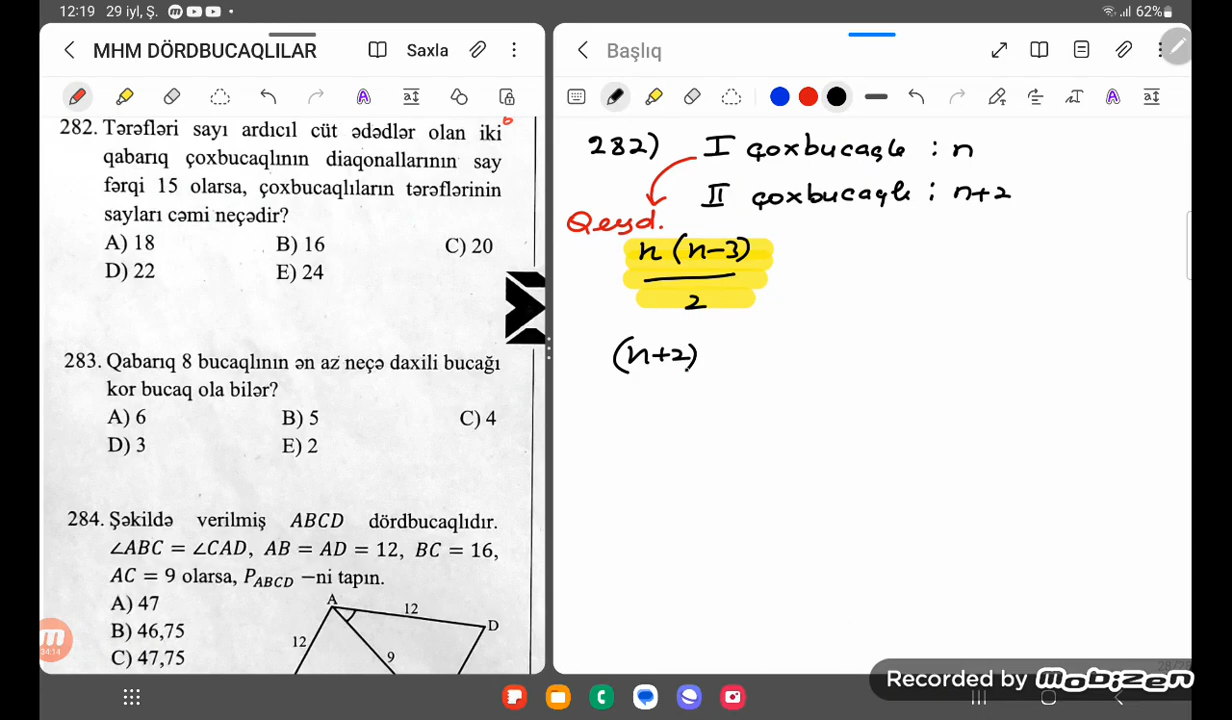 12:19 29 iyl, Ş. 62%
MHM DÖRDBUCAQLILAR Saxla
282. Tərəfləri sayı ardıcıl cüt ədədlər olan iki
qabarıq çoxbucaqlının diaqonallarının say
fərqi 15 olarsa, çoxbucaqlıların tərəflərinin
sayları cəmi neçədir?
A) 18 B) 16 C) 20
D) 22 E) 24
283. Qabarıq 8 bucaqlının ən az neçə daxili bucağı
kor bucaq ola bilər?
A) 6 B) 5 C) 4
D) 3 E) 2
284. Şəkildə verilmiş ABCD dördbucaqlıdır.
∠ABC = ∠CAD, AB = AD = 12, BC = 16,
AC = 9 olarsa, P_ABCD –ni tapın.
A) 47
B) 46,75
C) 47,75
A 12 D
12 9
04:14
Başlıq
282) I çoxbucaqlı : n
II çoxbucaqlı : n+2
Qeyd.
n(n-3)
2
(n+2)
Recorded by mobizen